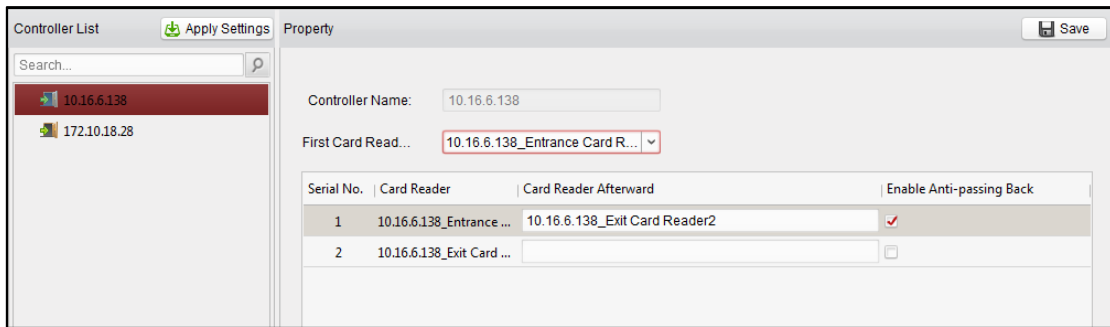 Controller List Apply Settings Property Save
Search...
10.16.6.138
172.10.18.28
Controller Name: 10.16.6.138
First Card Read... 10.16.6.138_Entrance Card R...
Serial No. Card Reader Card Reader Afterward Enable Anti-passing Back
1 10.16.6.138_Entrance ... 10.16.6.138_Exit Card Reader2
2 10.16.6.138_Exit Card ...